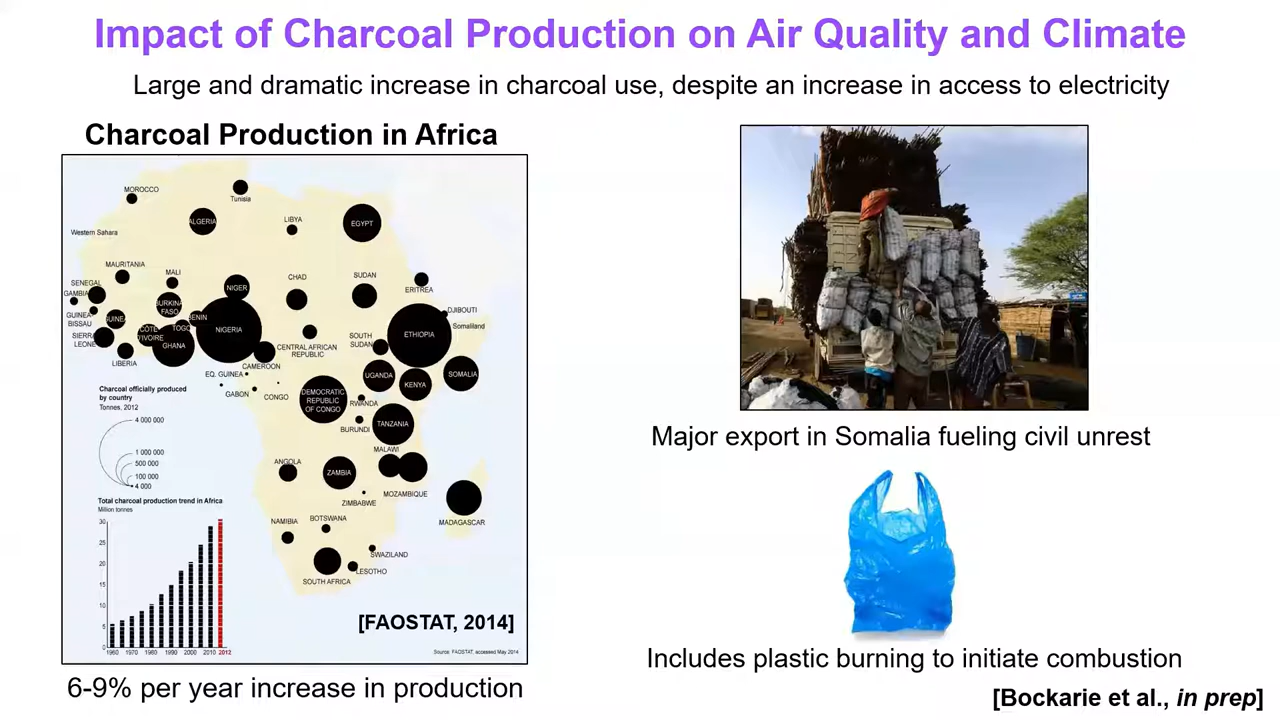 Impact of Charcoal Production on Air Quality and Climate
Large and dramatic increase in charcoal use, despite an increase in access to electricity
Charcoal Production in Africa
MOROCCO
Tunisia
ALGERIA
LIBYA
EGYPT
Western Sahara
MAURITANIA
MALI
NIGER
CHAD
SUDAN
ERITREA
SENEGAL
GAMBIA
BURKINA
FASO
DJIBOUTI
GUINEA
BISSAU
GUINEA
BENIN
Somaliland
SIERRA
LEONE
CÔTE
D'IVOIRE
TOGO
GHANA
NIGERIA
SOUTH
SUDAN
ETHIOPIA
LIBERIA
CAMEROON
CENTRAL AFRICAN
REPUBLIC
EQ. GUINEA
UGANDA
KENYA
SOMALIA
GABON
CONGO
DEMOCRATIC
REPUBLIC
OF CONGO
RWANDA
BURUNDI
TANZANIA
Charcoal officially produced
by country
Tonnes, 2012
4 000 000
1 000 000
500 000
100 000
4 000
MALAWI
ANGOLA
ZAMBIA
MOZAMBIQUE
ZIMBABWE
MADAGASCAR
NAMIBIA
BOTSWANA
SWAZILAND
LESOTHO
SOUTH AFRICA
Total charcoal production trend in Africa
Million tonnes
30
25
20
15
10
5
0
1960 1970 1980 1990 2000 2010 2012
[FAOSTAT, 2014]
Source: FAOSTAT, accessed May 2014
6-9% per year increase in production
Major export in Somalia fueling civil unrest
Includes plastic burning to initiate combustion
[Bockarie et al., in prep]